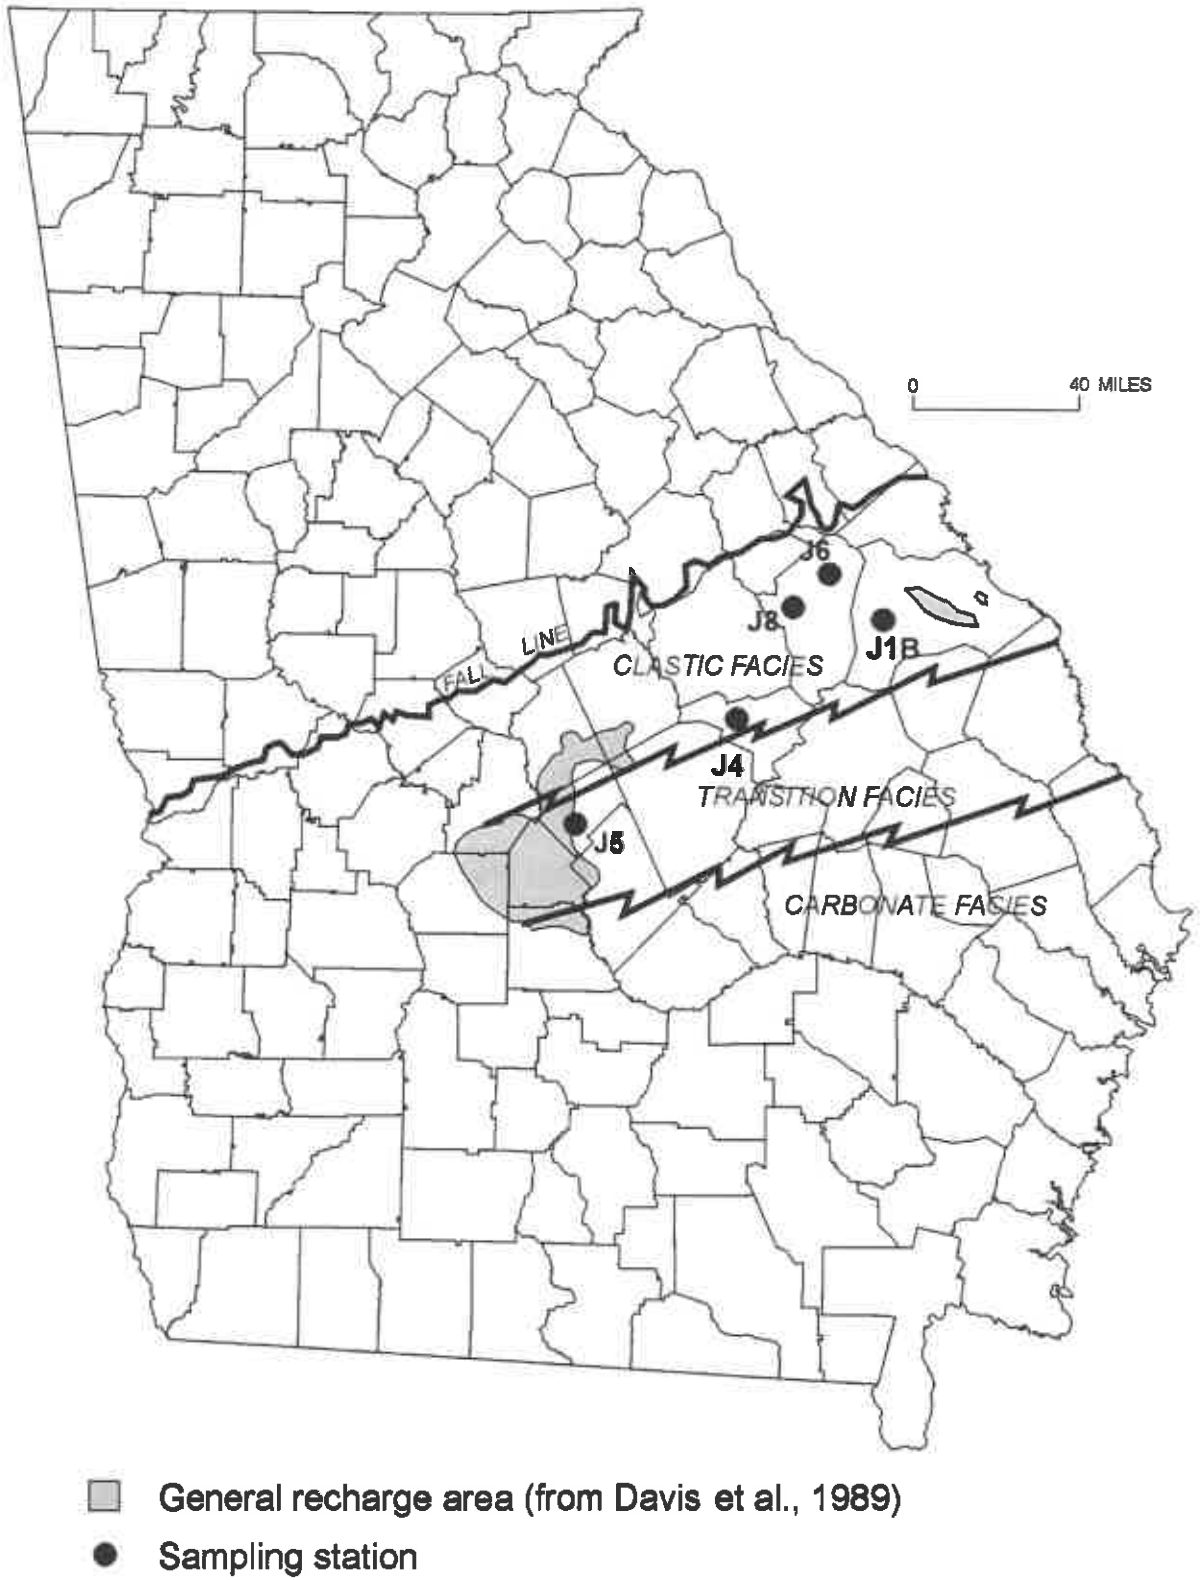 0 40 MILES
J6
J8
J1B
FALL LINE
CLASTIC FACIES
J4
TRANSITION FACIES
J5
CARBONATE FACIES
General recharge area (from Davis et al., 1989)
Sampling station